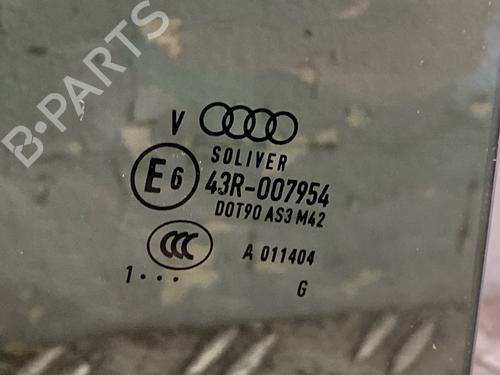 B-PARTS
V
SOLIVER
E6 43R-007954
DOT90 AS3 M42
CCC A 011404
1••• G